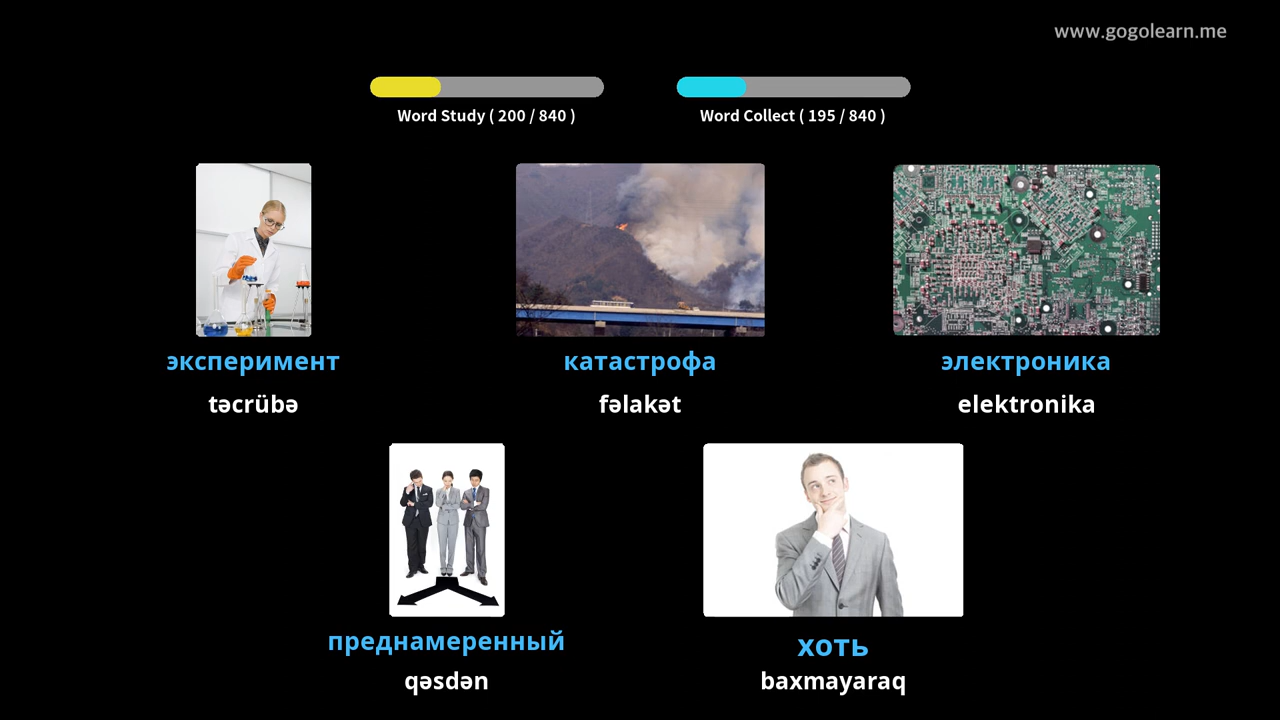 www.gogolearn.me
Word Study ( 200 / 840 )
Word Collect ( 195 / 840 )
эксперимент
təcrübə
катастрофа
fəlakət
электроника
elektronika
преднамеренный
qəsdən
хоть
baxmayaraq